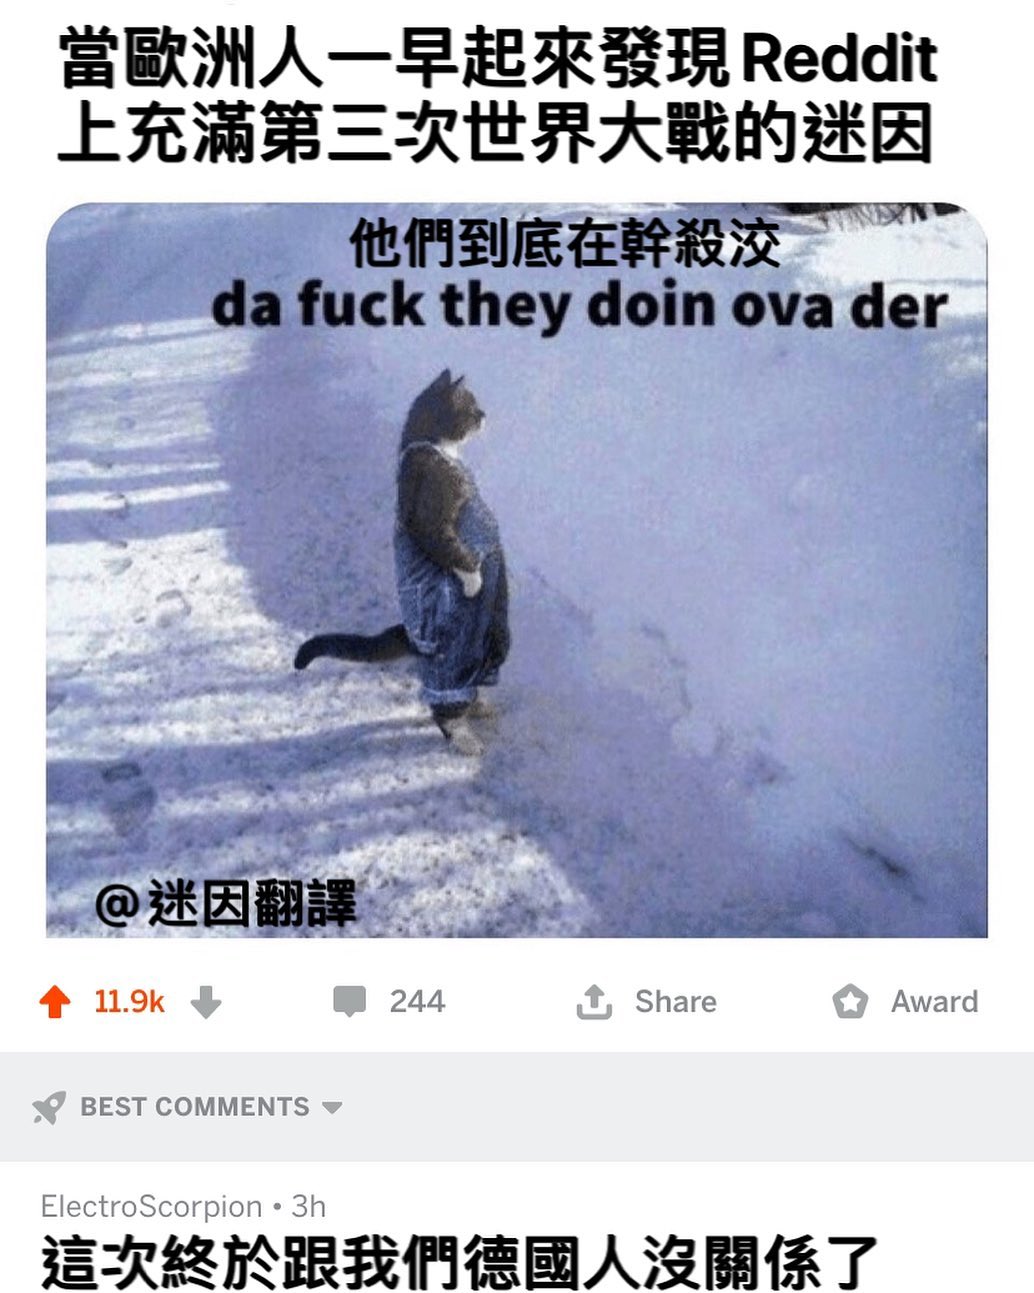 當歐洲人一早起來發現Reddit
上充滿第三次世界大戰的迷因
他們到底在幹殺洨
da fuck they doin ova der
@迷因翻譯
11.9k 244 Share Award
BEST COMMENTS
ElectroScorpion • 3h
這次終於跟我們德國人沒關係了